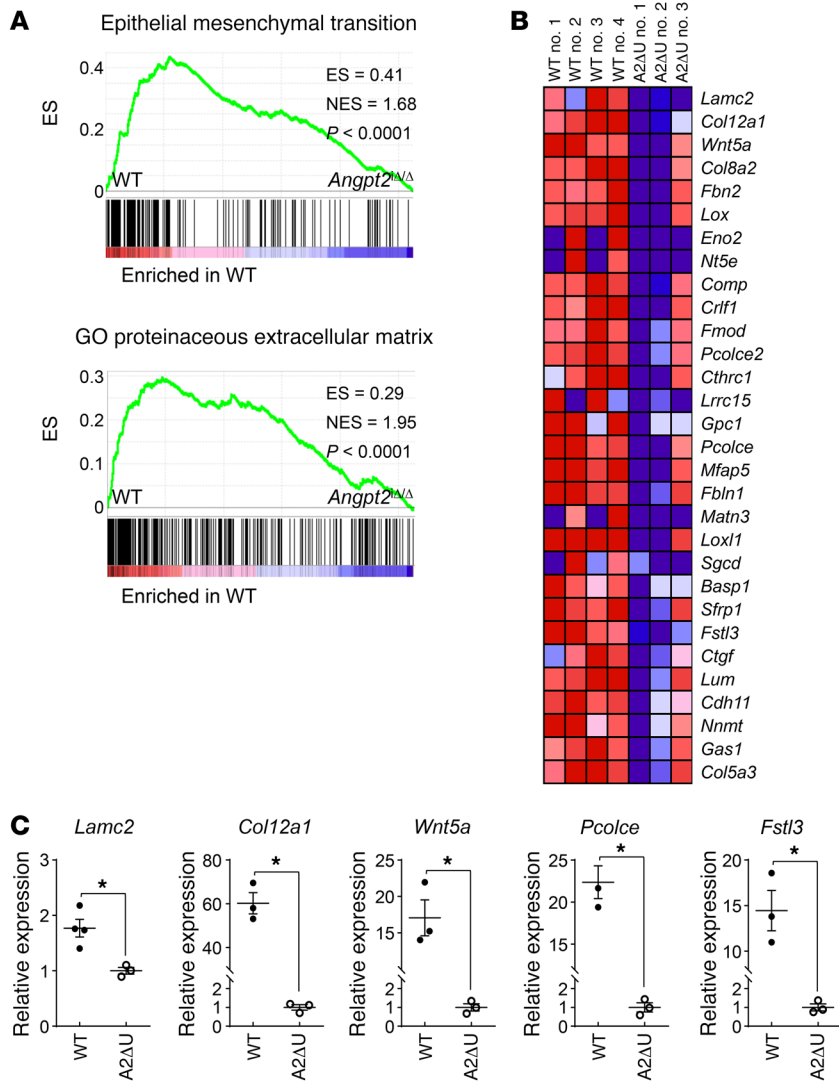 A
Epithelial mesenchymal transition
ES
0.4
0.2
0
ES = 0.41
NES = 1.68
P < 0.0001
WT
Angpt2iΔ/Δ
Enriched in WT
GO proteinaceous extracellular matrix
ES
0.3
0.2
0.1
0
ES = 0.29
NES = 1.95
P < 0.0001
WT
Angpt2iΔ/Δ
Enriched in WT
B
WT no. 1
WT no. 2
WT no. 3
WT no. 4
A2ΔU no. 1
A2ΔU no. 2
A2ΔU no. 3
Lamc2
Col12a1
Wnt5a
Col8a2
Fbn2
Lox
Eno2
Nt5e
Comp
Crlf1
Fmod
Pcolce2
Cthrc1
Lrrc15
Gpc1
Pcolce
Mfap5
Fbln1
Matn3
Loxl1
Sgcd
Basp1
Sfrp1
Fstl3
Ctgf
Lum
Cdh11
Nnmt
Gas1
Col5a3
C
Lamc2
Relative expression
3
2
1
0
*
WT
A2ΔU
Col12a1
Relative expression
80
60
40
2
1
0
*
WT
A2ΔU
Wnt5a
Relative expression
25
20
15
2
1
0
*
WT
A2ΔU
Pcolce
Relative expression
25
20
15
2
1
0
*
WT
A2ΔU
Fstl3
Relative expression
20
15
10
2
1
0
*
WT
A2ΔU